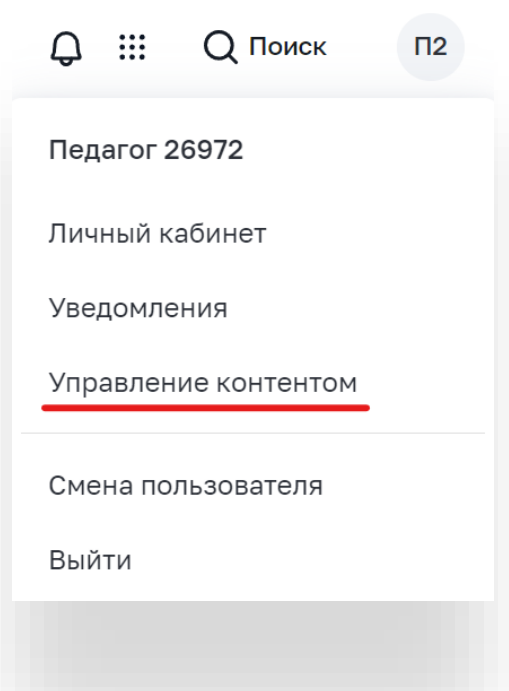 Поиск П2
Педагог 26972
Личный кабинет
Уведомления
Управление контентом
Смена пользователя
Выйти